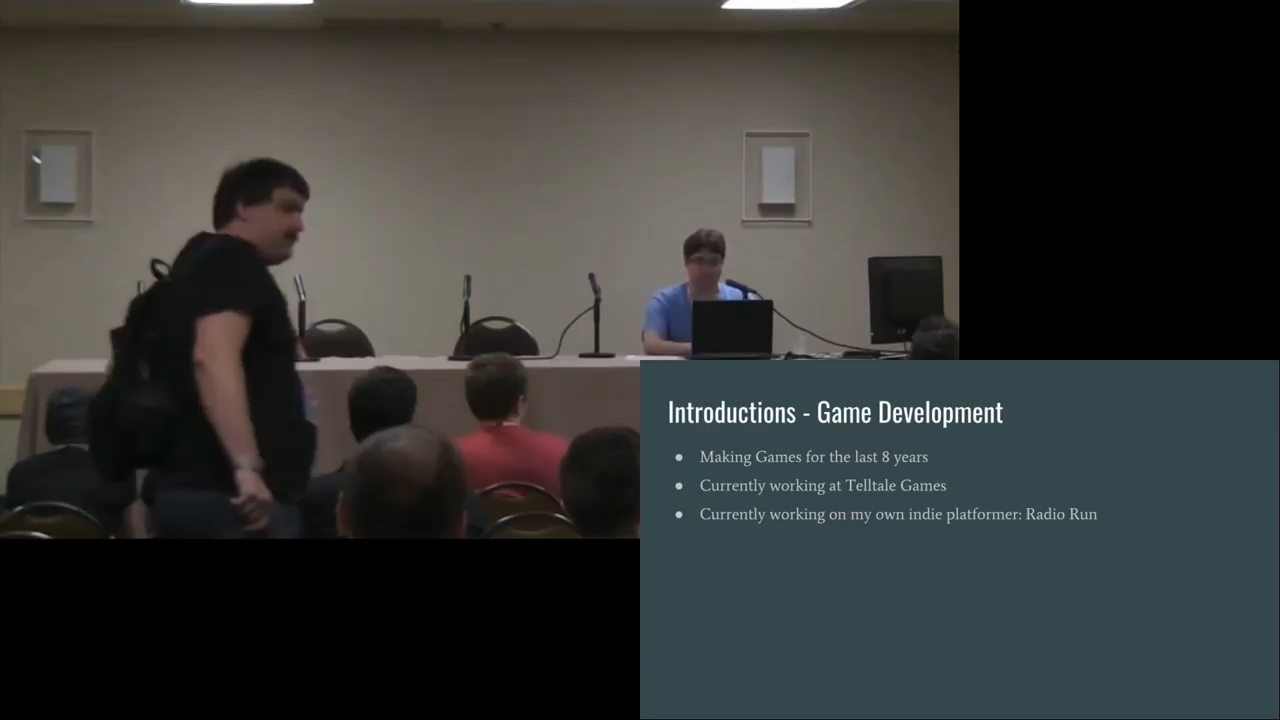 Introductions - Game Development
● Making Games for the last 8 years
● Currently working at Telltale Games
● Currently working on my own indie platformer: Radio Run